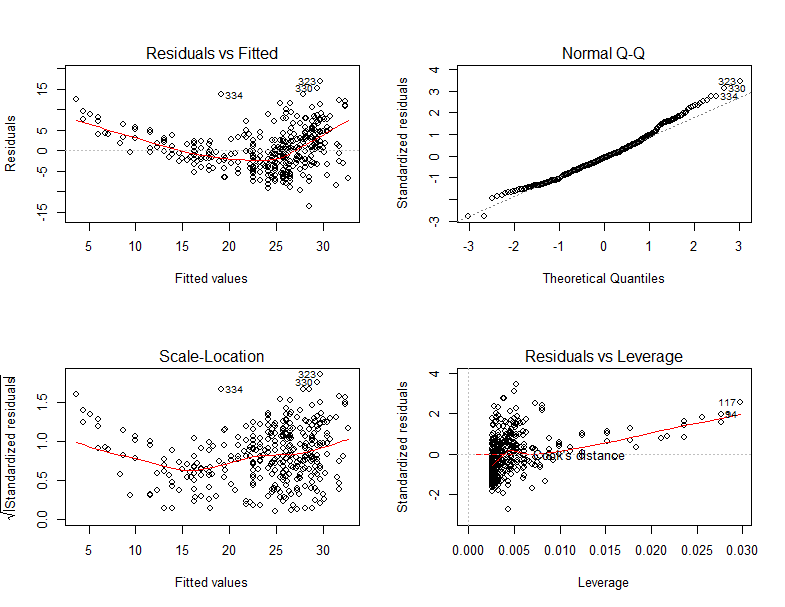 Residuals vs Fitted
Residuals
15
5
0
-5
-15
323
330
334
5 10 15 20 25 30
Fitted values
Normal Q-Q
Standardized residuals
4
3
2
1
0
-1
-3
323
330
334
-3 -2 -1 0 1 2 3
Theoretical Quantiles
Scale-Location
√|Standardized residuals|
1.5
1.0
0.5
0.0
323
330
334
5 10 15 20 25 30
Fitted values
Residuals vs Leverage
Standardized residuals
4
2
0
-2
117
94
Cook's distance
0.000 0.005 0.010 0.015 0.020 0.025 0.030
Leverage